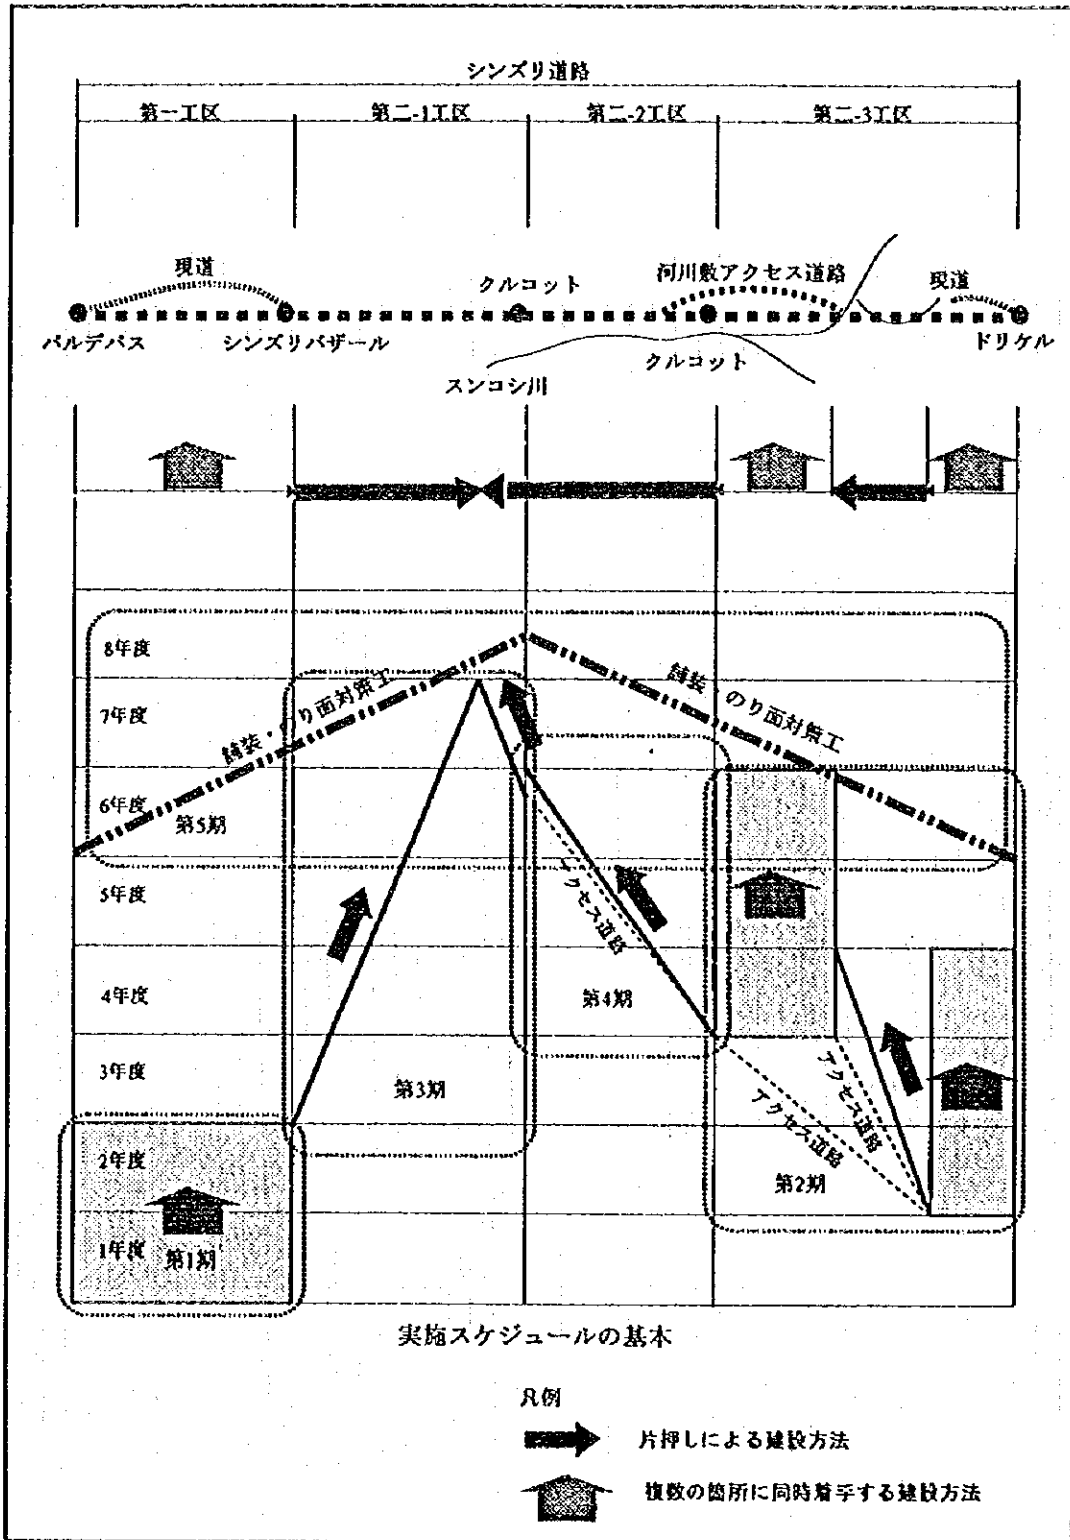 シンズリ道路
第一工区 第二-1工区 第二-2工区 第二-3工区
現道 クルコット 河川敷アクセス道路 現道
バルデバス シンズリバザール クルコット ドリケル
スンコシ川
8年度
舗装・のり面対策工
7年度
舗装・のり面対策工
6年度
第5期
5年度
アクセス道路
4年度
第4期
3年度
第3期
アクセス道路
アクセス道路
2年度
第2期
1年度 第1期
実施スケジュールの基本
凡例
片押しによる建設方法
複数の箇所に同時着手する建設方法